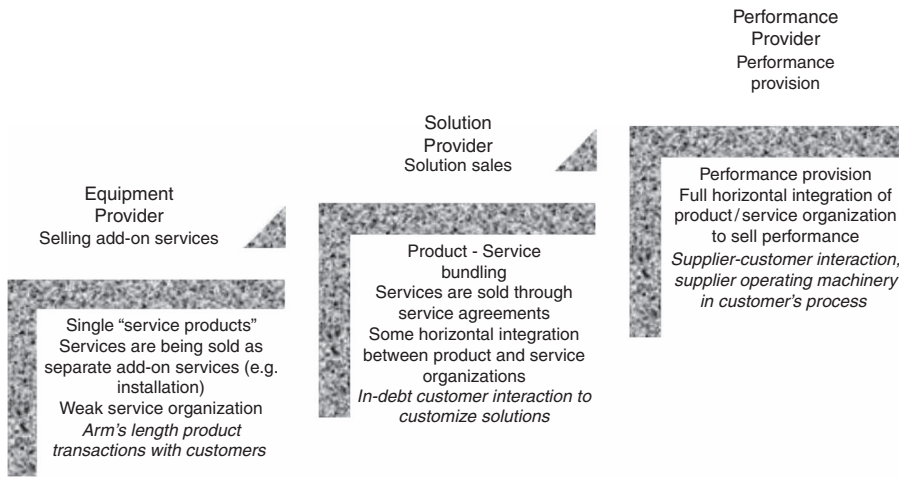 Equipment
Provider
Selling add-on services
Single “service products”
Services are being sold as
separate add-on services (e.g.
installation)
Weak service organization
Arm’s length product
transactions with customers
Solution
Provider
Solution sales
Product - Service
bundling
Services are sold through
service agreements
Some horizontal integration
between product and service
organizations
In-debt customer interaction to
customize solutions
Performance
Provider
Performance
provision
Performance provision
Full horizontal integration of
product/service organization
to sell performance
Supplier-customer interaction,
supplier operating machinery
in customer’s process